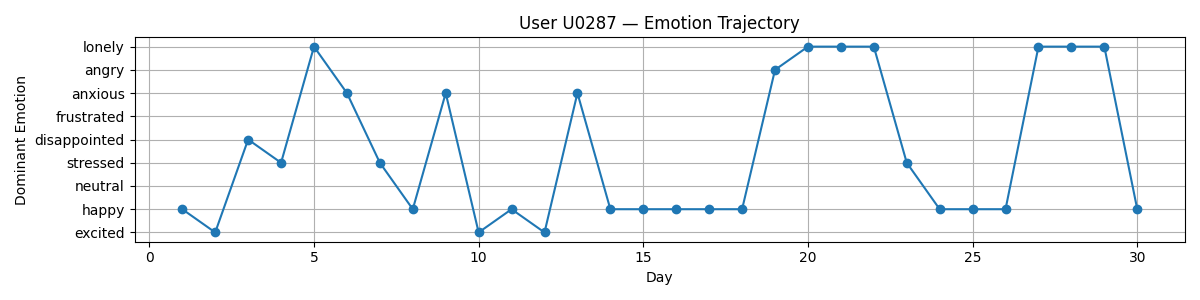 User U0287 — Emotion Trajectory
Dominant Emotion
lonely
angry
anxious
frustrated
disappointed
stressed
neutral
happy
excited
0 5 10 15 20 25 30
Day